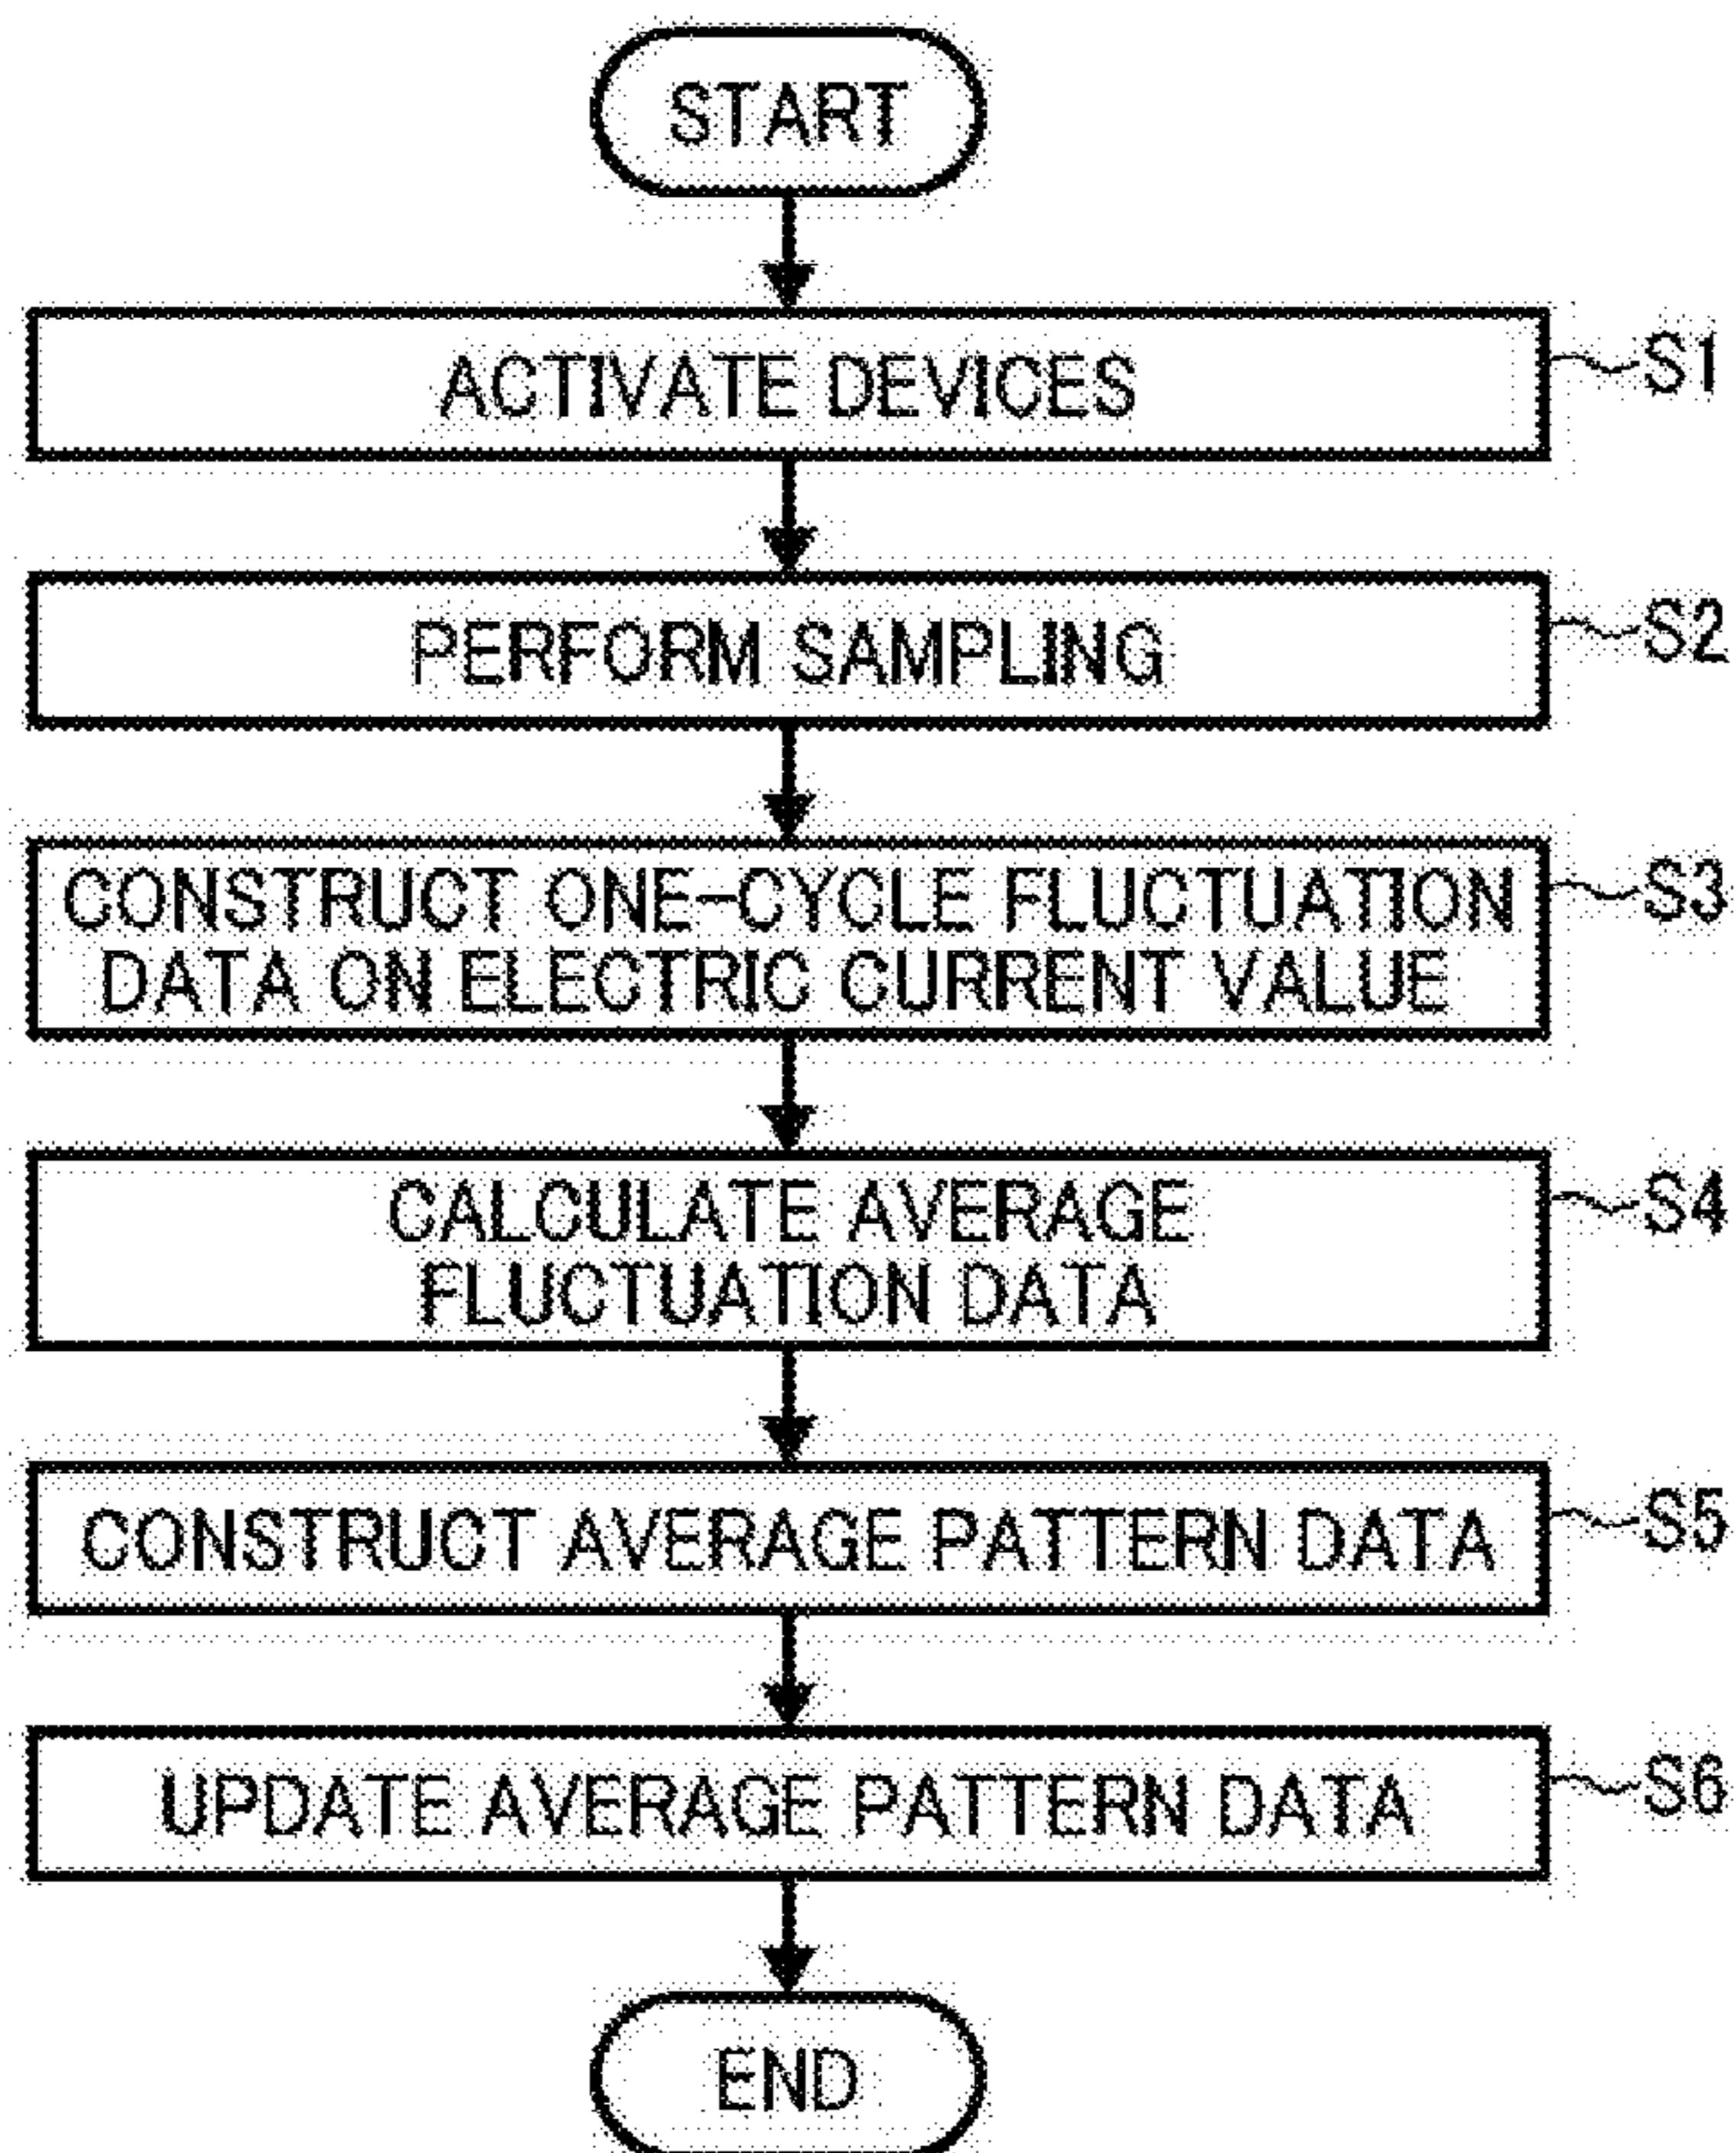 START
ACTIVATE DEVICES
S1
PERFORM SAMPLING
S2
CONSTRUCT ONE-CYCLE FLUCTUATION
DATA ON ELECTRIC CURRENT VALUE
S3
CALCULATE AVERAGE
FLUCTUATION DATA
S4
CONSTRUCT AVERAGE PATTERN DATA
S5
UPDATE AVERAGE PATTERN DATA
S6
END